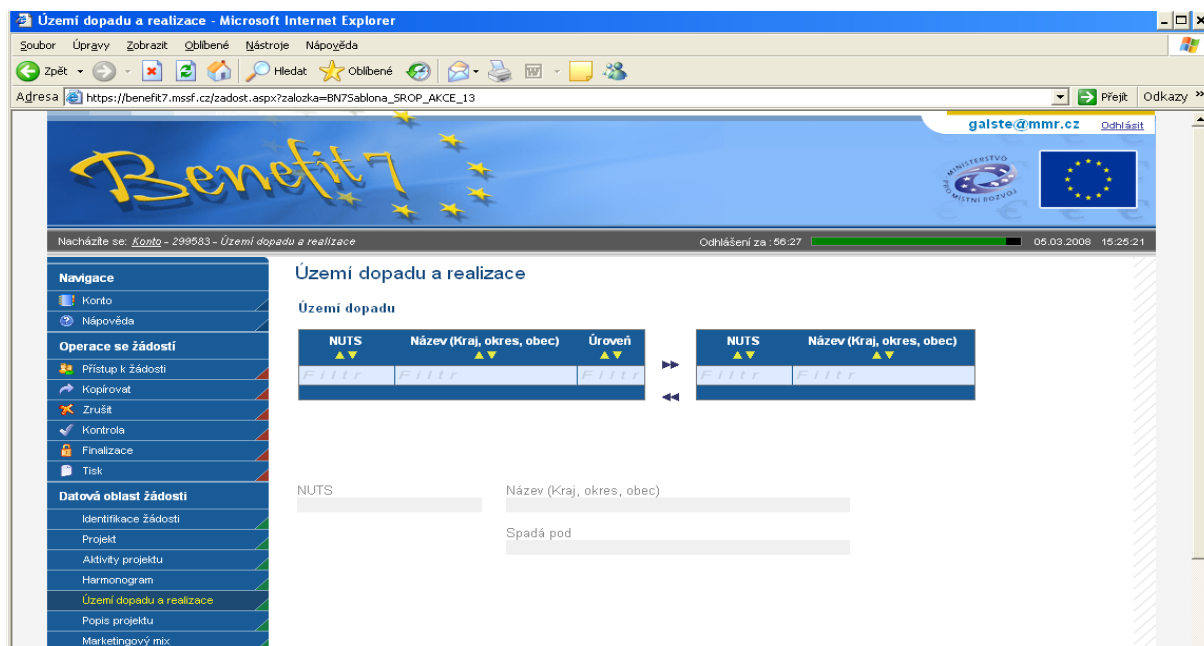 Území dopadu a realizace - Microsoft Internet Explorer
Soubor Úpravy Zobrazit Oblíbené Nástroje Nápověda
Zpět Hledat Oblíbené
Adresa https://benefit7.mssf.cz/zadost.aspx?zalozka=BN7Sablona_SROP_AKCE_13 Přejít Odkazy »
galste@mmr.cz Odhlásit
Benefit7
MINISTERSTVO
PRO MÍSTNÍ ROZVOJ
Nacházíte se: Konto - 299583 - Území dopadu a realizace Odhlášení za : 56:27 05.03.2008 15:25:21
Navigace
Konto
Nápověda
Operace se žádostí
Přístup k žádosti
Kopírovat
Zrušit
Kontrola
Finalizace
Tisk
Datová oblast žádosti
Identifikace žádosti
Projekt
Aktivity projektu
Harmonogram
Území dopadu a realizace
Popis projektu
Marketingový mix
Území dopadu a realizace
Území dopadu
NUTS Název (Kraj, okres, obec) Úroveň NUTS Název (Kraj, okres, obec)
Filtr Filtr Filtr Filtr Filtr
NUTS Název (Kraj, okres, obec)
Spadá pod